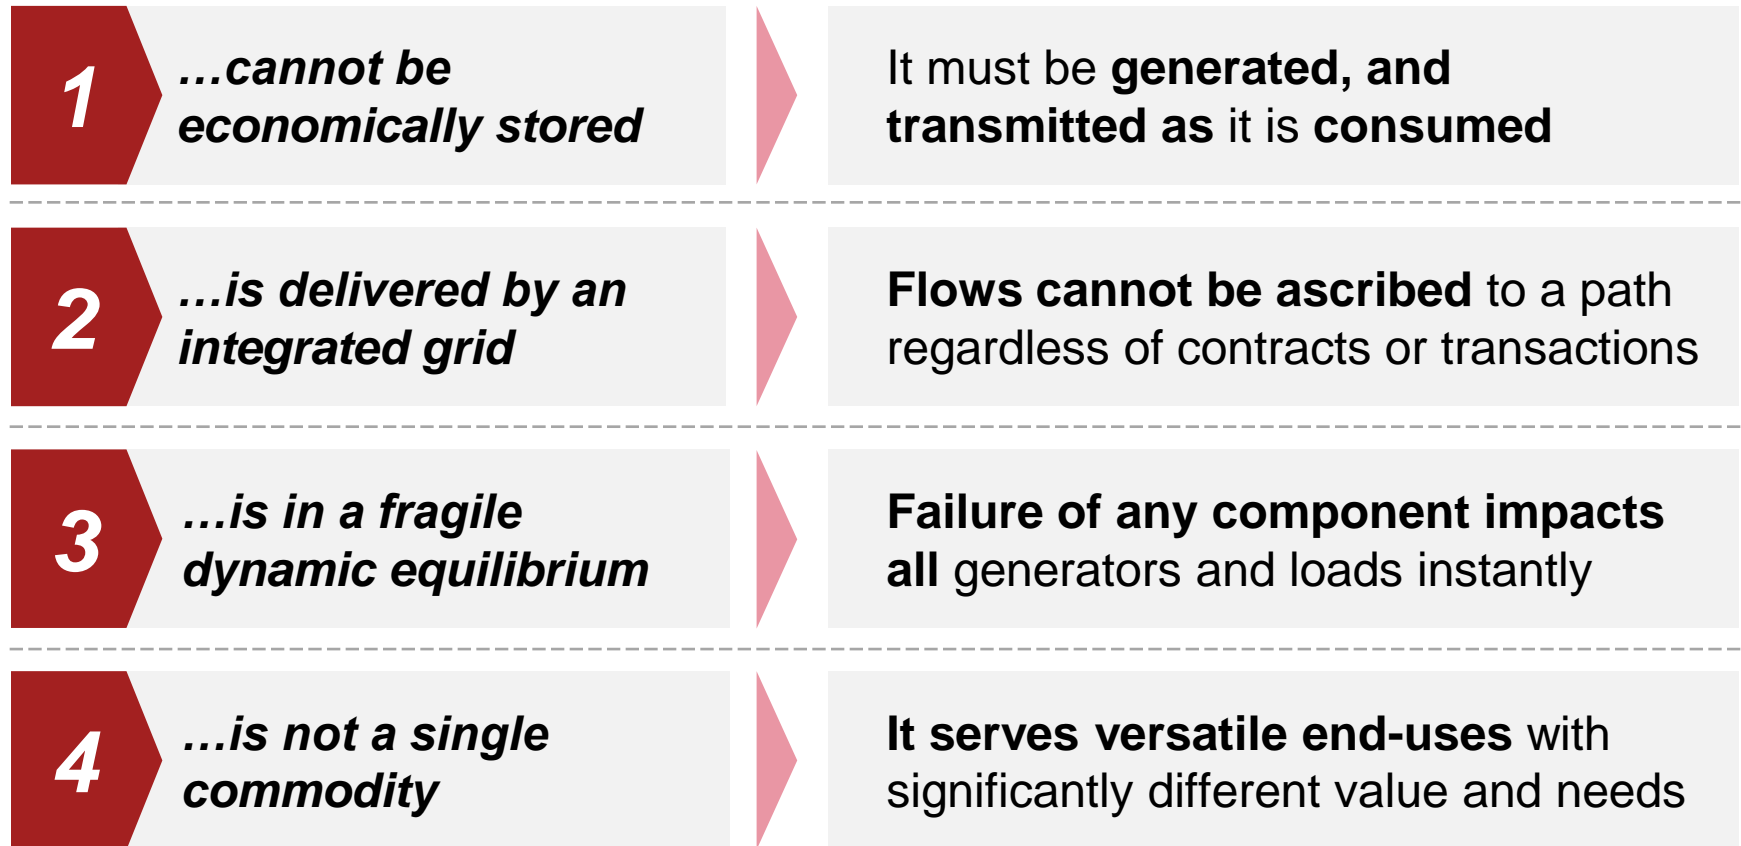 1
…cannot be
economically stored
It must be generated, and
transmitted as it is consumed
2
…is delivered by an
integrated grid
Flows cannot be ascribed to a path
regardless of contracts or transactions
3
…is in a fragile
dynamic equilibrium
Failure of any component impacts
all generators and loads instantly
4
…is not a single
commodity
It serves versatile end-uses with
significantly different value and needs